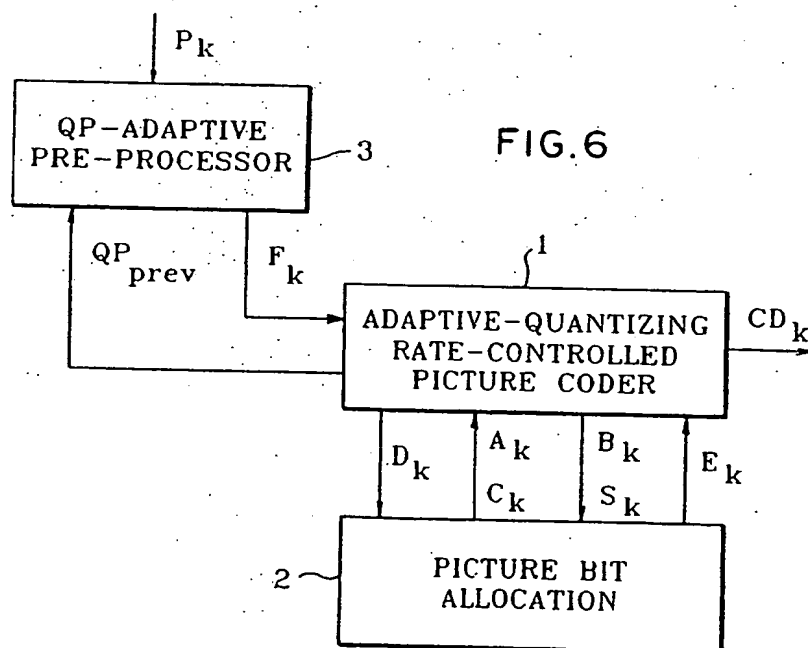 P_k
QP-ADAPTIVE
PRE-PROCESSOR
3
FIG.6
QP_prev
F_k
1
ADAPTIVE-QUANTIZING
RATE-CONTROLLED
PICTURE CODER
CD_k
D_k
A_k
C_k
B_k
S_k
E_k
2
PICTURE BIT
ALLOCATION